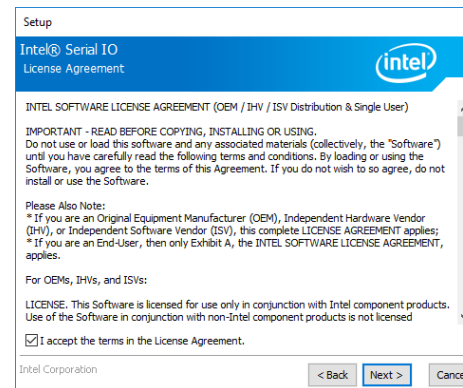 Setup
Intel® Serial IO
License Agreement
intel
INTEL SOFTWARE LICENSE AGREEMENT (OEM / IHV / ISV Distribution & Single User)
IMPORTANT - READ BEFORE COPYING, INSTALLING OR USING.
Do not use or load this software and any associated materials (collectively, the "Software")
until you have carefully read the following terms and conditions. By loading or using the
Software, you agree to the terms of this Agreement. If you do not wish to so agree, do not
install or use the Software.
Please Also Note:
* If you are an Original Equipment Manufacturer (OEM), Independent Hardware Vendor
(IHV), or Independent Software Vendor (ISV), this complete LICENSE AGREEMENT applies;
* If you are an End-User, then only Exhibit A, the INTEL SOFTWARE LICENSE AGREEMENT,
applies.
For OEMs, IHVs, and ISVs:
LICENSE. This Software is licensed for use only in conjunction with Intel component products.
Use of the Software in conjunction with non-Intel component products is not licensed
I accept the terms in the License Agreement.
Intel Corporation
< Back Next > Cance